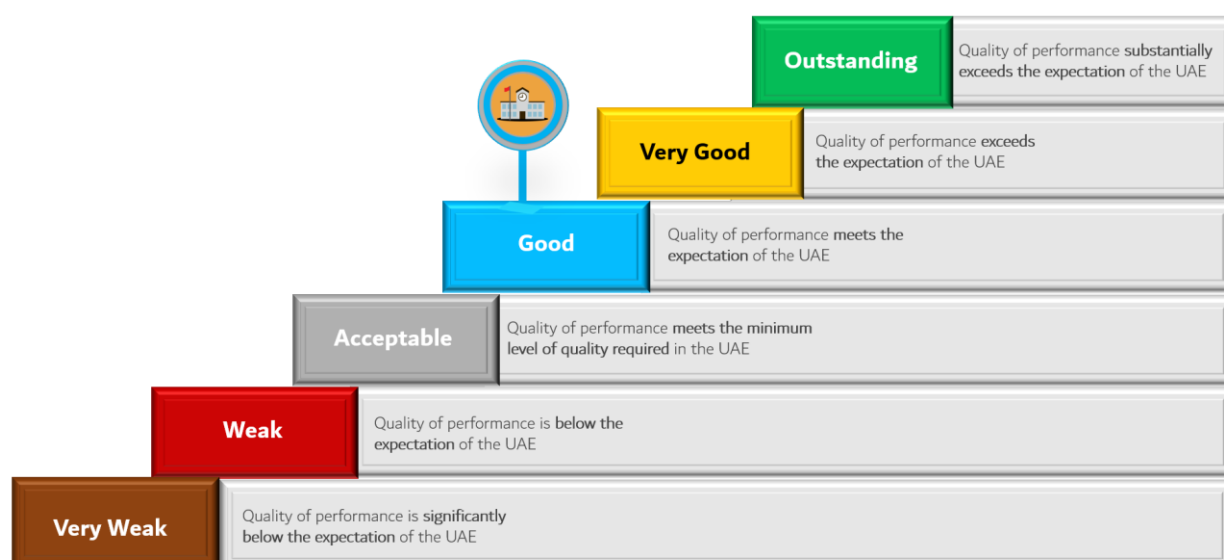 Outstanding
Quality of performance substantially
exceeds the expectation of the UAE
Very Good
Quality of performance exceeds
the expectation of the UAE
Good
Quality of performance meets the
expectation of the UAE
Acceptable
Quality of performance meets the minimum
level of quality required in the UAE
Weak
Quality of performance is below the
expectation of the UAE
Very Weak
Quality of performance is significantly
below the expectation of the UAE